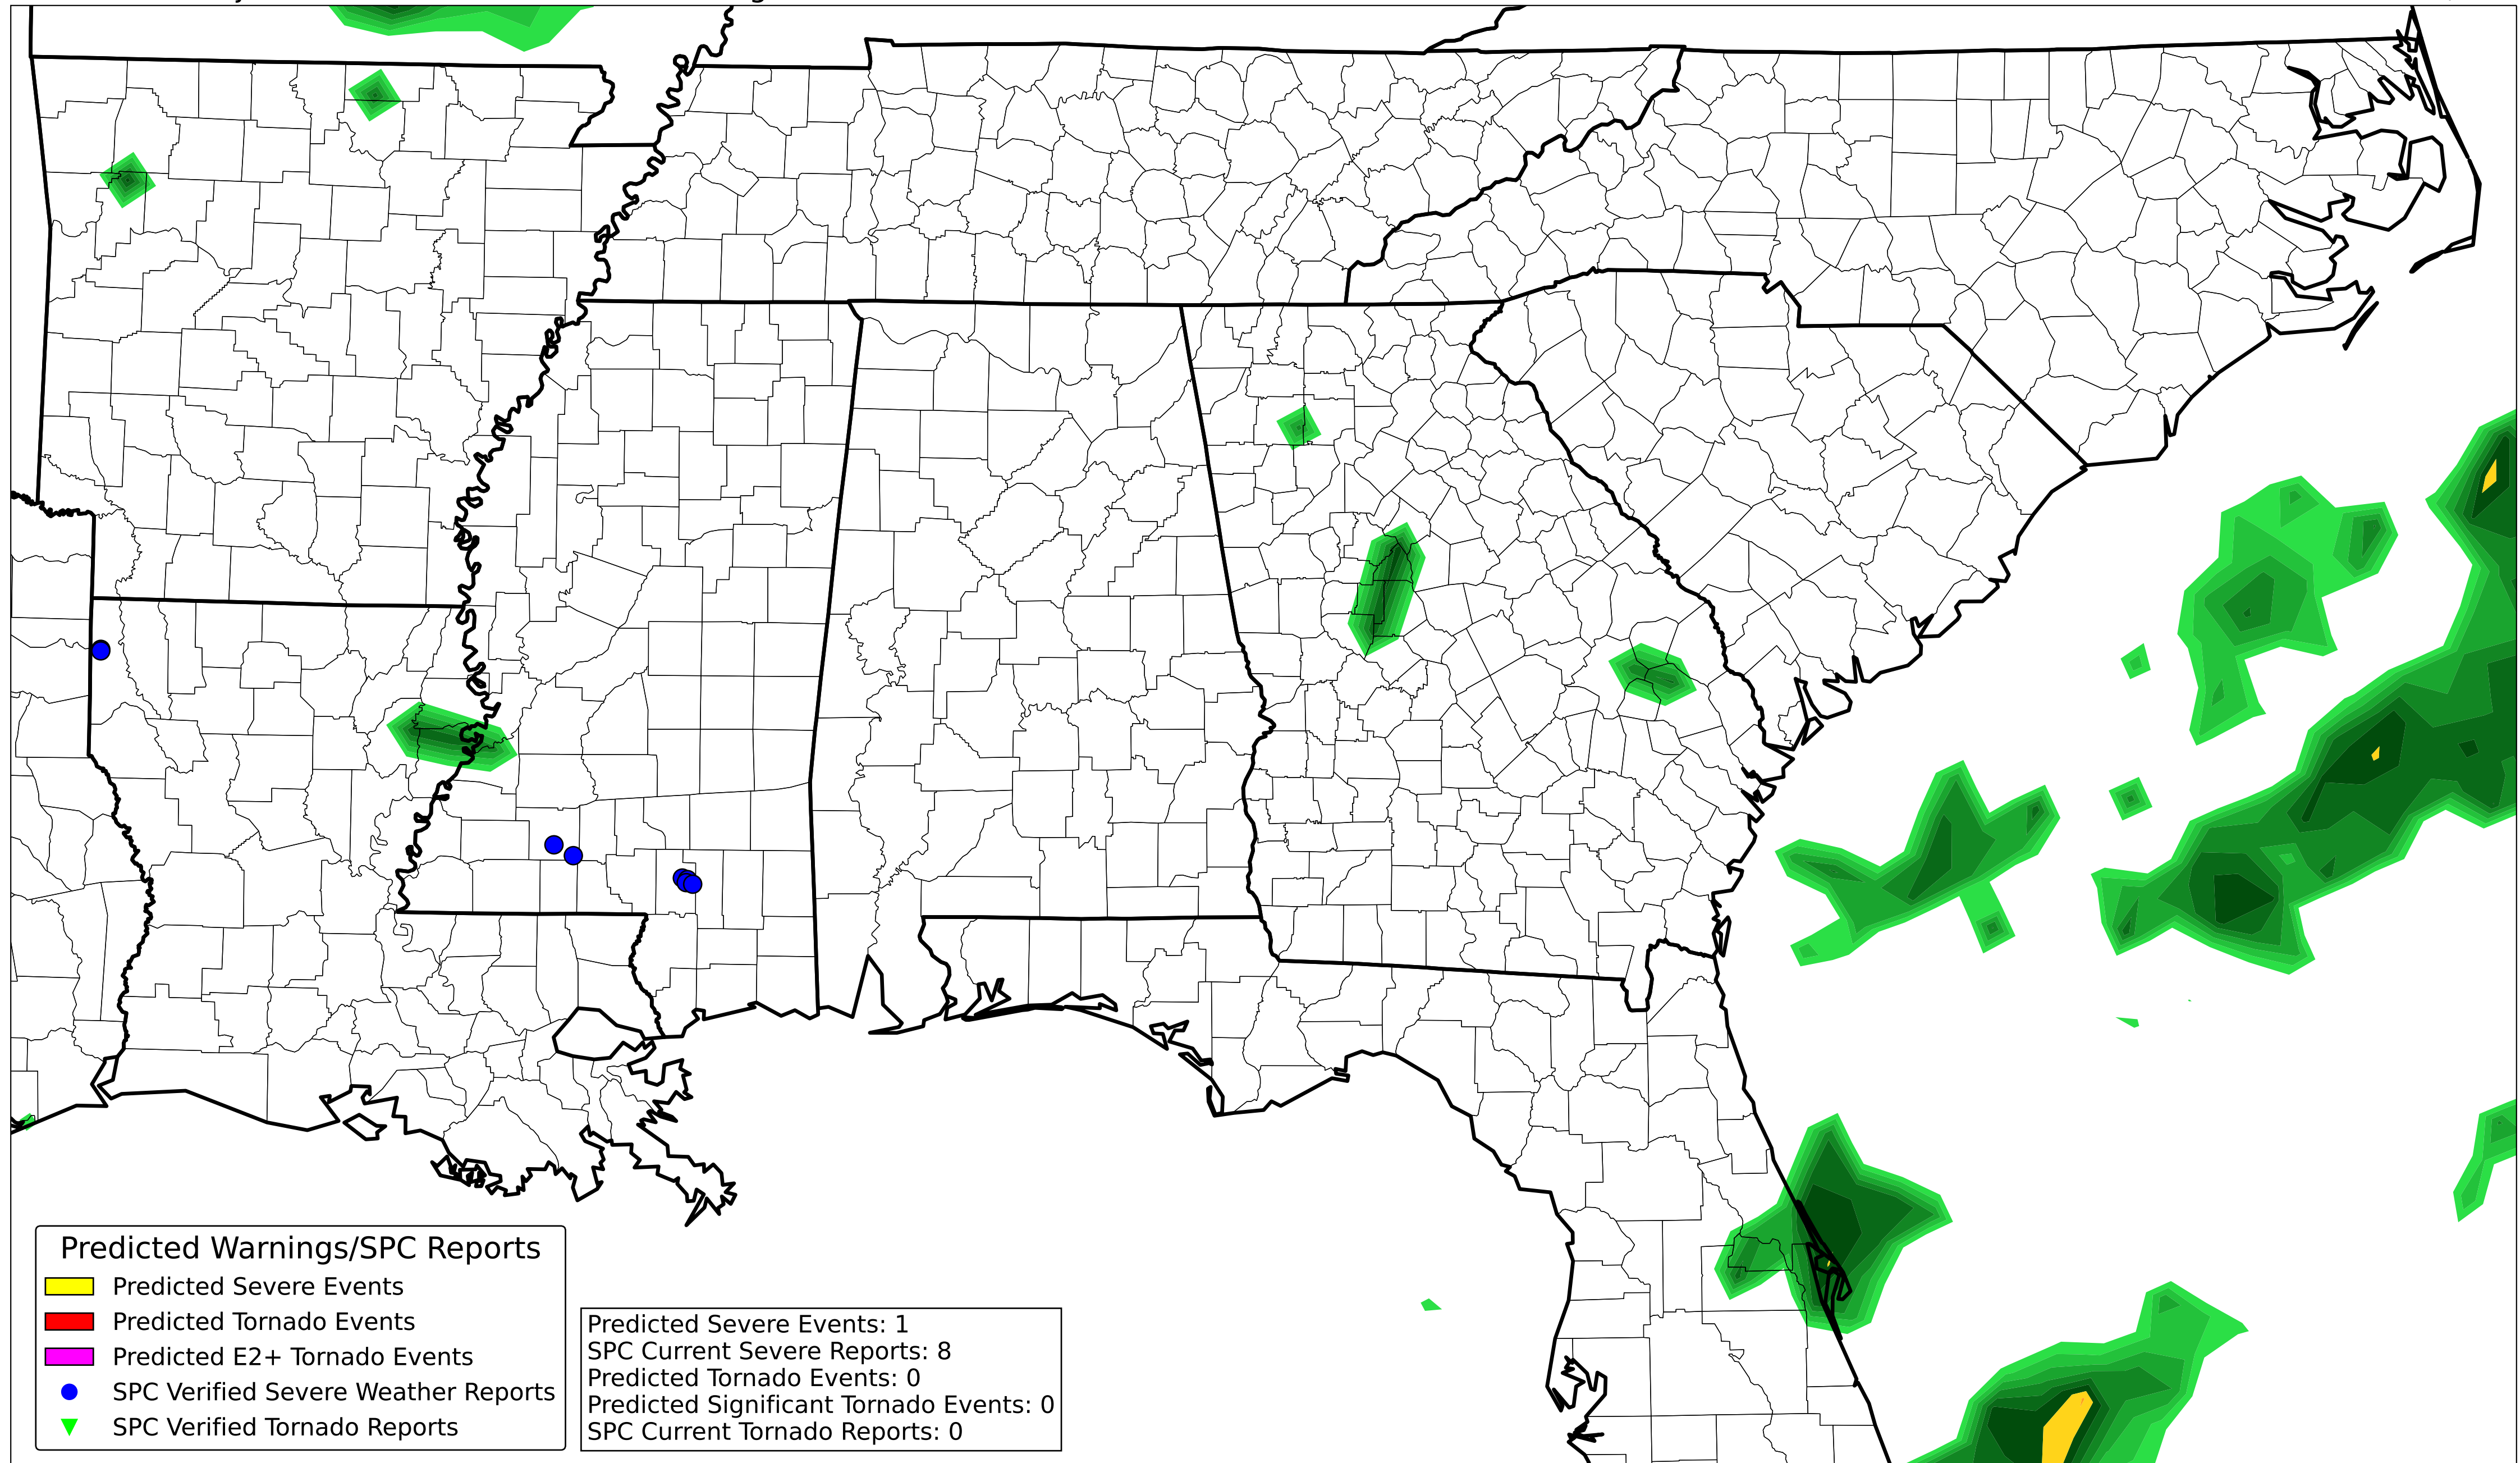 Predicted Warnings/SPC Reports
Predicted Severe Events
Predicted Tornado Events
Predicted E2+ Tornado Events
SPC Verified Severe Weather Reports
SPC Verified Tornado Reports
Predicted Severe Events: 1
SPC Current Severe Reports: 8
Predicted Tornado Events: 0
Predicted Significant Tornado Events: 0
SPC Current Tornado Reports: 0